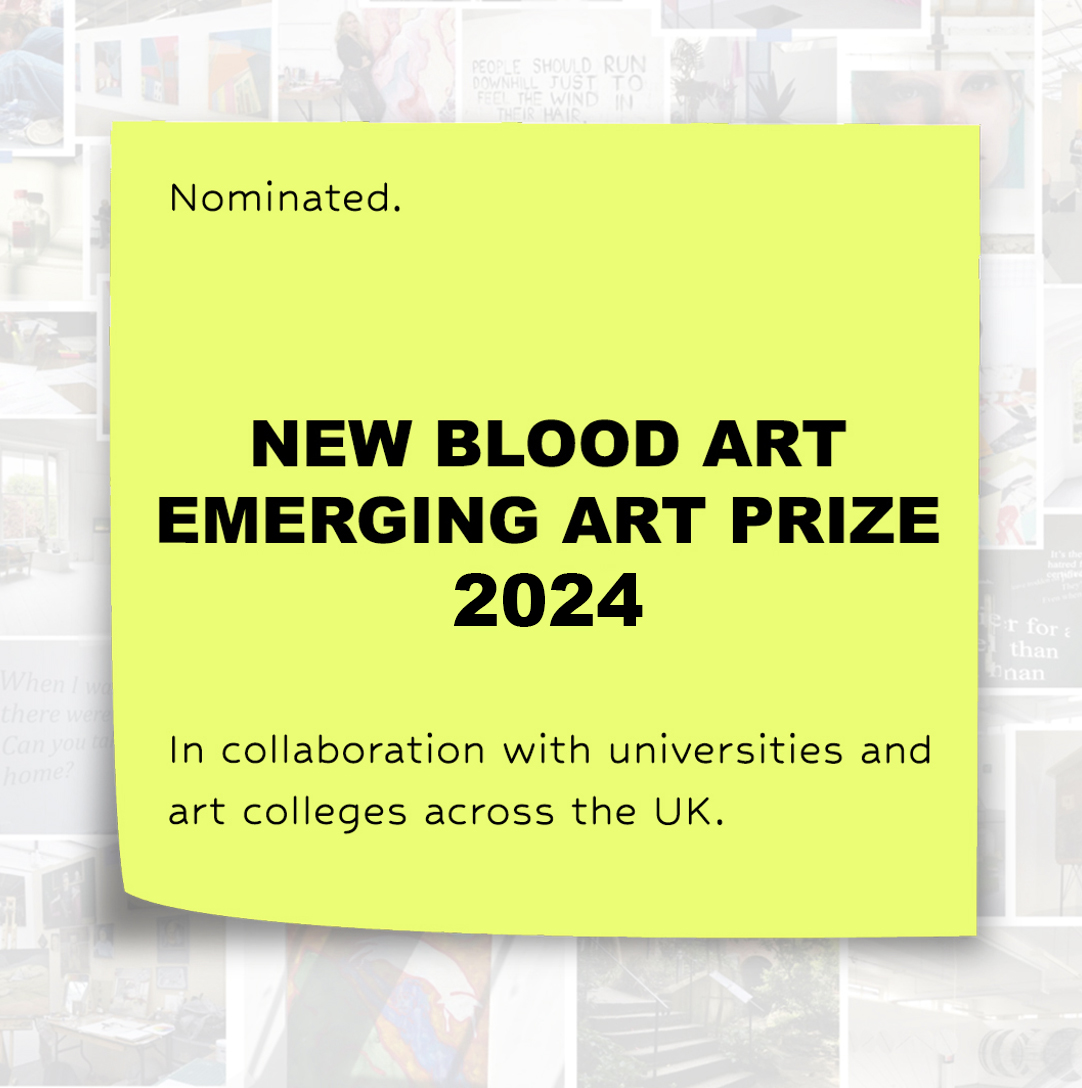 PEOPLE SHOULD RUN
DOWNHILL JUST TO
FEEL THE WIND IN
THEIR HAIR.
Nominated.
NEW BLOOD ART
EMERGING ART PRIZE
2024
In collaboration with universities and
art colleges across the UK.
r for
than
When I
there were
Can you
home?